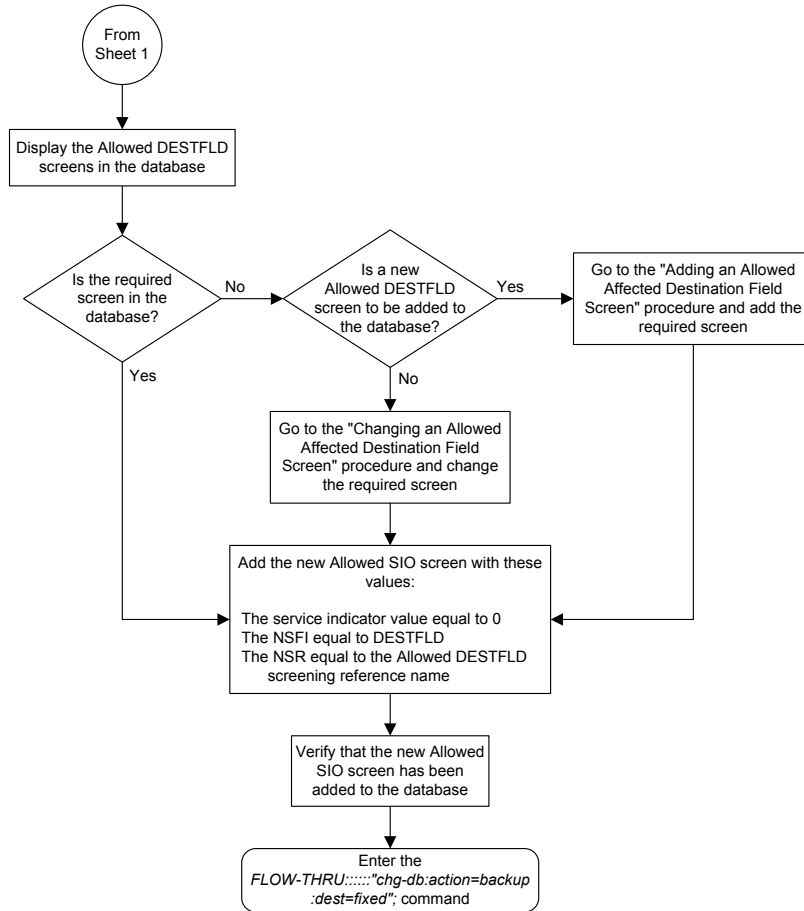 From
Sheet 1
Display the Allowed DESTFLD
screens in the database
Is the required
screen in the
database?
No
Is a new
Allowed DESTFLD
screen to be added to
the database?
Yes
Go to the "Adding an Allowed
Affected Destination Field
Screen" procedure and add the
required screen
Yes
No
Go to the "Changing an Allowed
Affected Destination Field
Screen" procedure and change
the required screen
Add the new Allowed SIO screen with these
values:
The service indicator value equal to 0
The NSFI equal to DESTFLD
The NSR equal to the Allowed DESTFLD
screening reference name
Verify that the new Allowed
SIO screen has been
added to the database
Enter the
FLOW-THRU::::::"chg-db:action=backup
:dest=fixed"; command